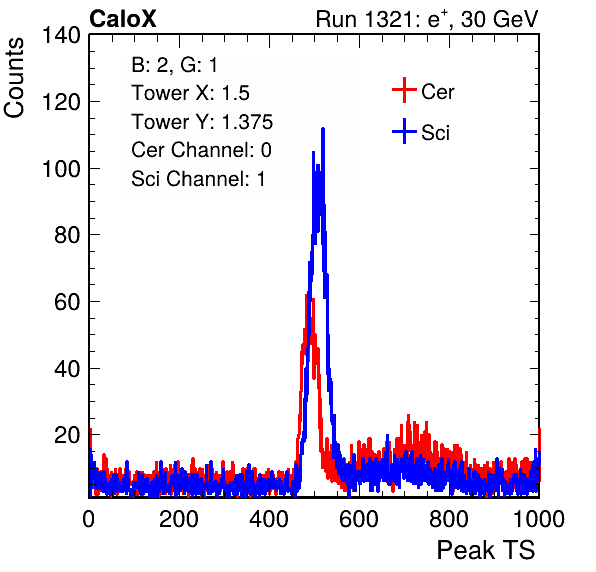 CaloX Run 1321: e⁺, 30 GeV
140
Counts
B: 2, G: 1
Tower X: 1.5
Tower Y: 1.375
Cer Channel: 0
Sci Channel: 1
Cer
Sci
120
100
80
60
40
20
0 200 400 600 800 1000
Peak TS